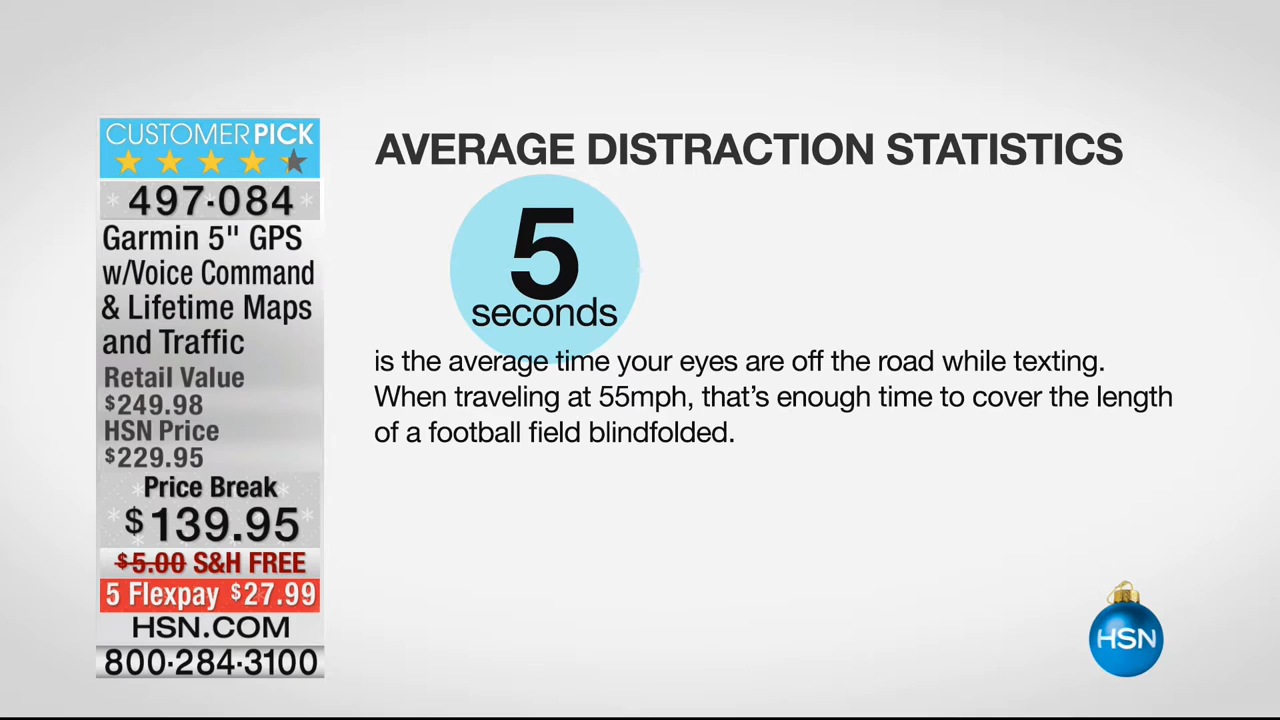 CUSTOMER PICK
497·084
Garmin 5" GPS
w/Voice Command
& Lifetime Maps
and Traffic
Retail Value
$249.98
HSN Price
$229.95
Price Break
$139.95
$5.00 S&H FREE
5 Flexpay $27.99
HSN.COM
800·284·3100
AVERAGE DISTRACTION STATISTICS
5
seconds
is the average time your eyes are off the road while texting.
When traveling at 55mph, that's enough time to cover the length
of a football field blindfolded.
HSN